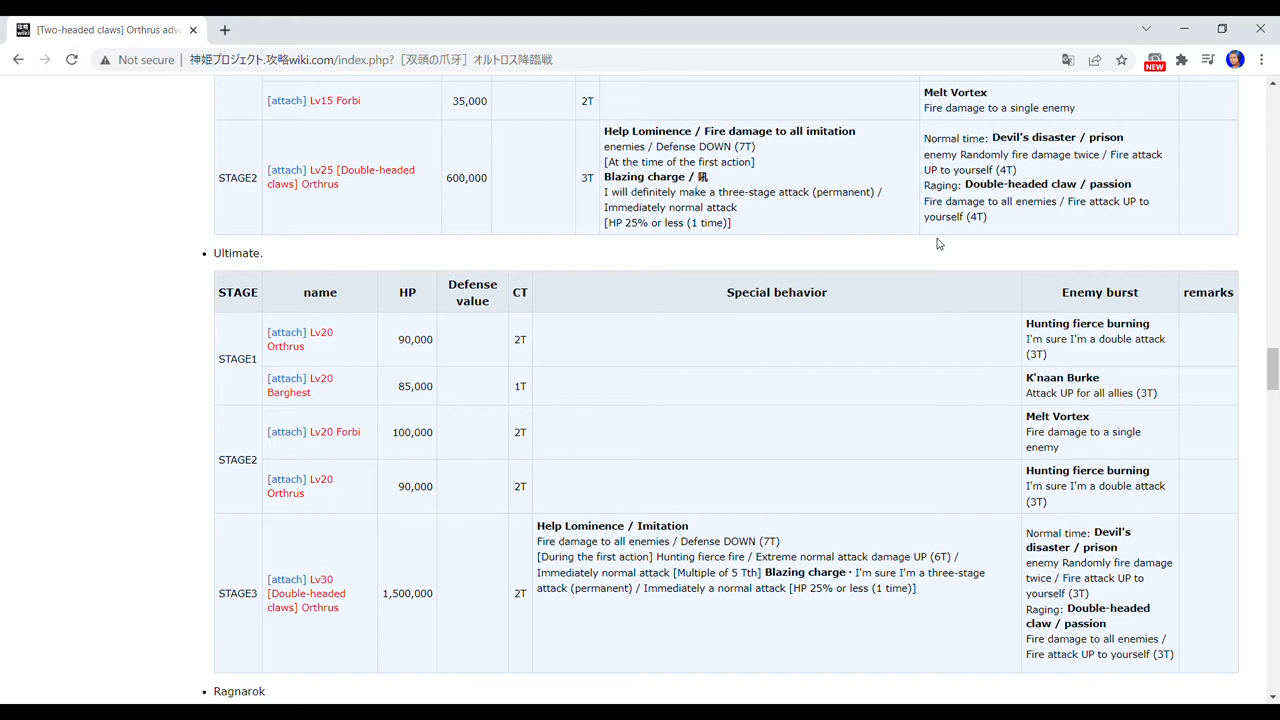 攻略 wiki [Two-headed claws] Orthrus adv
Not secure | 神姫プロジェクト.攻略wiki.com/index.php?［双頭の爪牙］オルトロス降臨戦
NEW
[attach] Lv15 Forbi 35,000 2T
Melt Vortex
Fire damage to a single enemy
STAGE2
[attach] Lv25 [Double-headed
claws] Orthrus
600,000
3T
Help Lominence / Fire damage to all imitation
enemies / Defense DOWN (7T)
[At the time of the first action]
Blazing charge / 吼
I will definitely make a three-stage attack (permanent) /
Immediately normal attack
[HP 25% or less (1 time)]
Normal time: Devil's disaster / prison
enemy Randomly fire damage twice / Fire attack
UP to yourself (4T)
Raging: Double-headed claw / passion
Fire damage to all enemies / Fire attack UP to
yourself (4T)
• Ultimate.
STAGE name HP Defense
value CT Special behavior Enemy burst remarks
STAGE1
[attach] Lv20
Orthrus
90,000
2T
Hunting fierce burning
I'm sure I'm a double attack
(3T)
[attach] Lv20
Barghest
85,000
1T
K'naan Burke
Attack UP for all allies (3T)
STAGE2
[attach] Lv20 Forbi
100,000
2T
Melt Vortex
Fire damage to a single
enemy
[attach] Lv20
Orthrus
90,000
2T
Hunting fierce burning
I'm sure I'm a double attack
(3T)
STAGE3
[attach] Lv30
[Double-headed
claws] Orthrus
1,500,000
2T
Help Lominence / Imitation
Fire damage to all enemies / Defense DOWN (7T)
[During the first action] Hunting fierce fire / Extreme normal attack damage UP (6T) /
Immediately normal attack [Multiple of 5 Tth] Blazing charge · I'm sure I'm a three-stage
attack (permanent) / Immediately a normal attack [HP 25% or less (1 time)]
Normal time: Devil's
disaster / prison
enemy Randomly fire damage
twice / Fire attack UP to
yourself (3T)
Raging: Double-headed
claw / passion
Fire damage to all enemies /
Fire attack UP to yourself (3T)
• Ragnarok